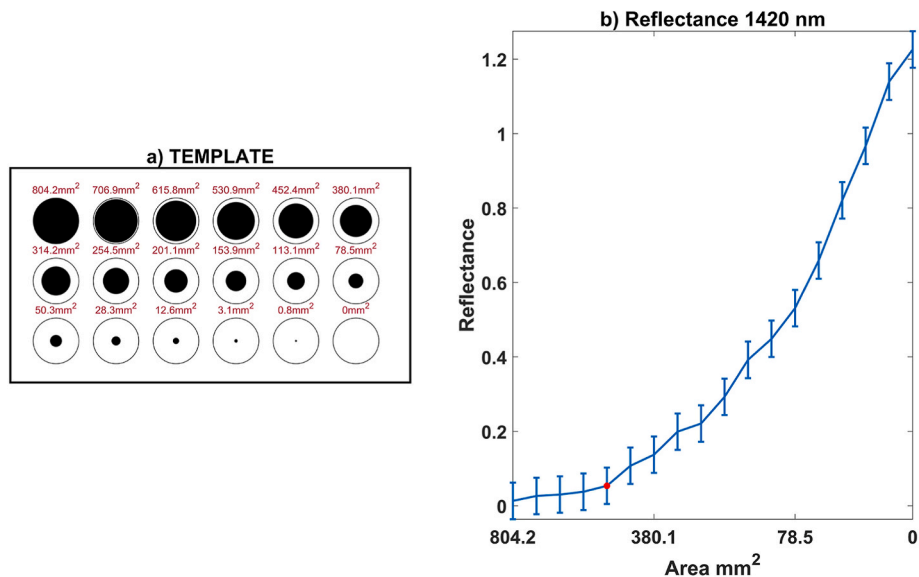 a) TEMPLATE
804.2mm² 706.9mm² 615.8mm² 530.9mm² 452.4mm² 380.1mm²
314.2mm² 254.5mm² 201.1mm² 153.9mm² 113.1mm² 78.5mm²
50.3mm² 28.3mm² 12.6mm² 3.1mm² 0.8mm² 0mm²
b) Reflectance 1420 nm
Reflectance
1.2
1
0.8
0.6
0.4
0.2
0
804.2 380.1 78.5 0
Area mm²